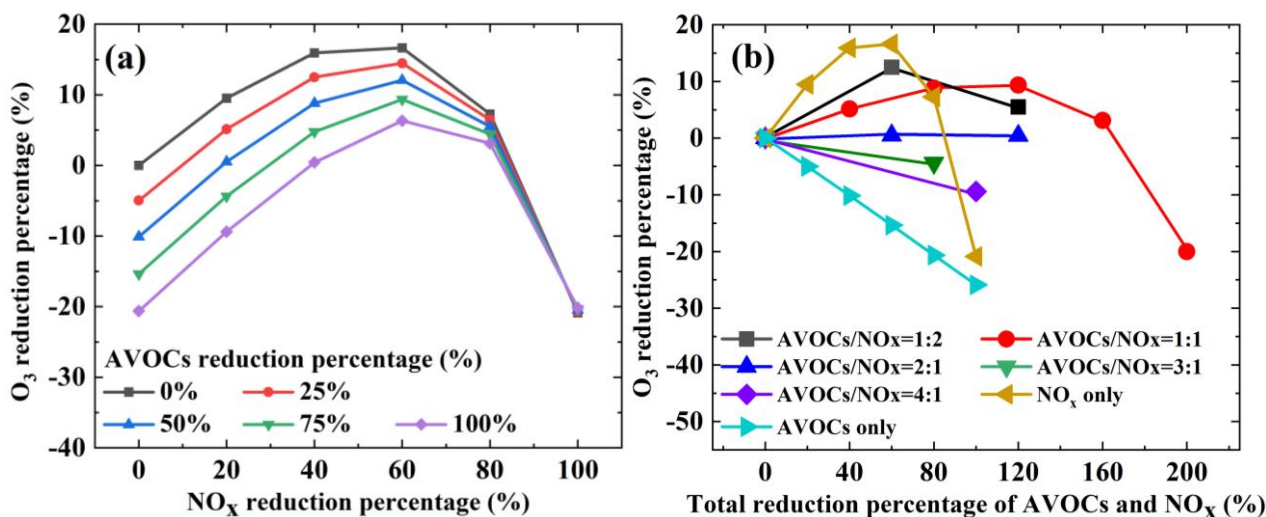 (a)
20
10
0
-10
-20
-30
-40
O₃ reduction percentage (%)
AVOCs reduction percentage (%)
0% 25%
50% 75% 100%
0 20 40 60 80 100
NOX reduction percentage (%)
(b)
20
10
0
-10
-20
-30
-40
-50
O₃ reduction percentage (%)
AVOCs/NOx=1:2 AVOCs/NOx=1:1
AVOCs/NOx=2:1 AVOCs/NOx=3:1
AVOCs/NOx=4:1 NOₓ only
AVOCs only
0 40 80 120 160 200
Total reduction percentage of AVOCs and NOₓ (%)